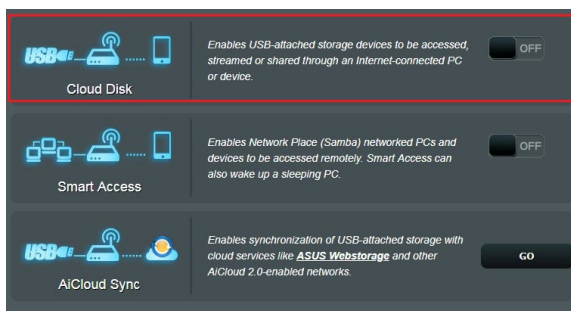 Enables USB-attached storage devices to be accessed,
streamed or shared through an Internet-connected PC
or device.
OFF
USB
Cloud Disk
Enables Network Place (Samba) networked PCs and
devices to be accessed remotely. Smart Access can
also wake up a sleeping PC.
OFF
Smart Access
Enables synchronization of USB-attached storage with
cloud services like ASUS Webstorage and other
AiCloud 2.0-enabled networks.
GO
USB
AiCloud Sync